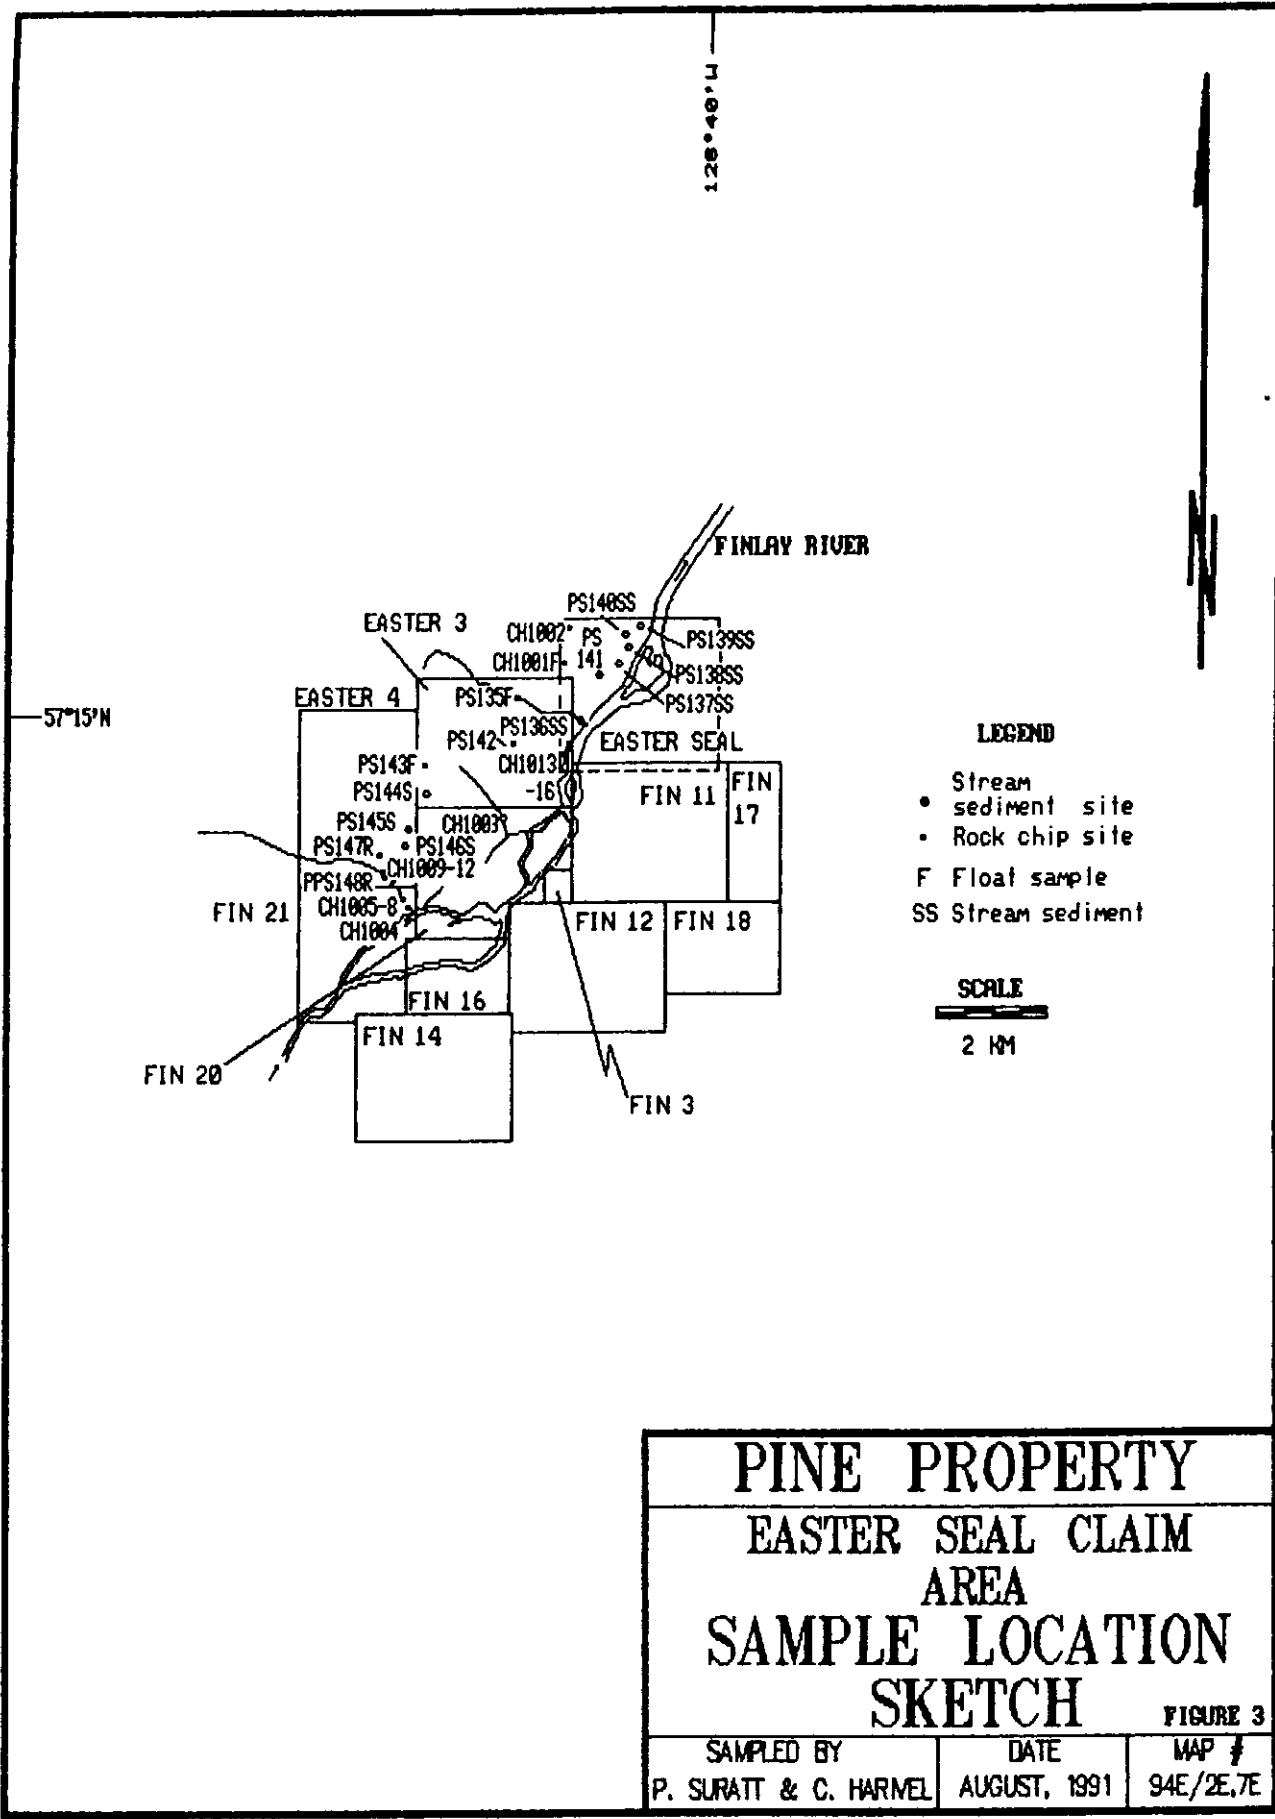 126°40'W
FINLAY RIVER
PS140SS
EASTER 3
CH1002
PS
141
PS139SS
CH1001F
PS138SS
EASTER 4
PS135F
PS137SS
57°15'N
PS136SS
PS142
EASTER SEAL
LEGEND
PS143F
CH1013
-16
FIN 11
FIN
17
Stream
sediment site
Rock chip site
F Float sample
SS Stream sediment
PS144S
PS145S
CH1003
PS147R
PS146S
CH1009-12
PPS148R
CH1005-8
FIN 21
CH1004
FIN 12
FIN 18
SCALE
2 KM
FIN 16
FIN 14
FIN 20
FIN 3
PINE PROPERTY
EASTER SEAL CLAIM
AREA
SAMPLE LOCATION
SKETCH
FIGURE 3
SAMPLED BY
P. SURATT & C. HARIVEL
DATE
AUGUST, 1991
MAP #
94E/2E,7E